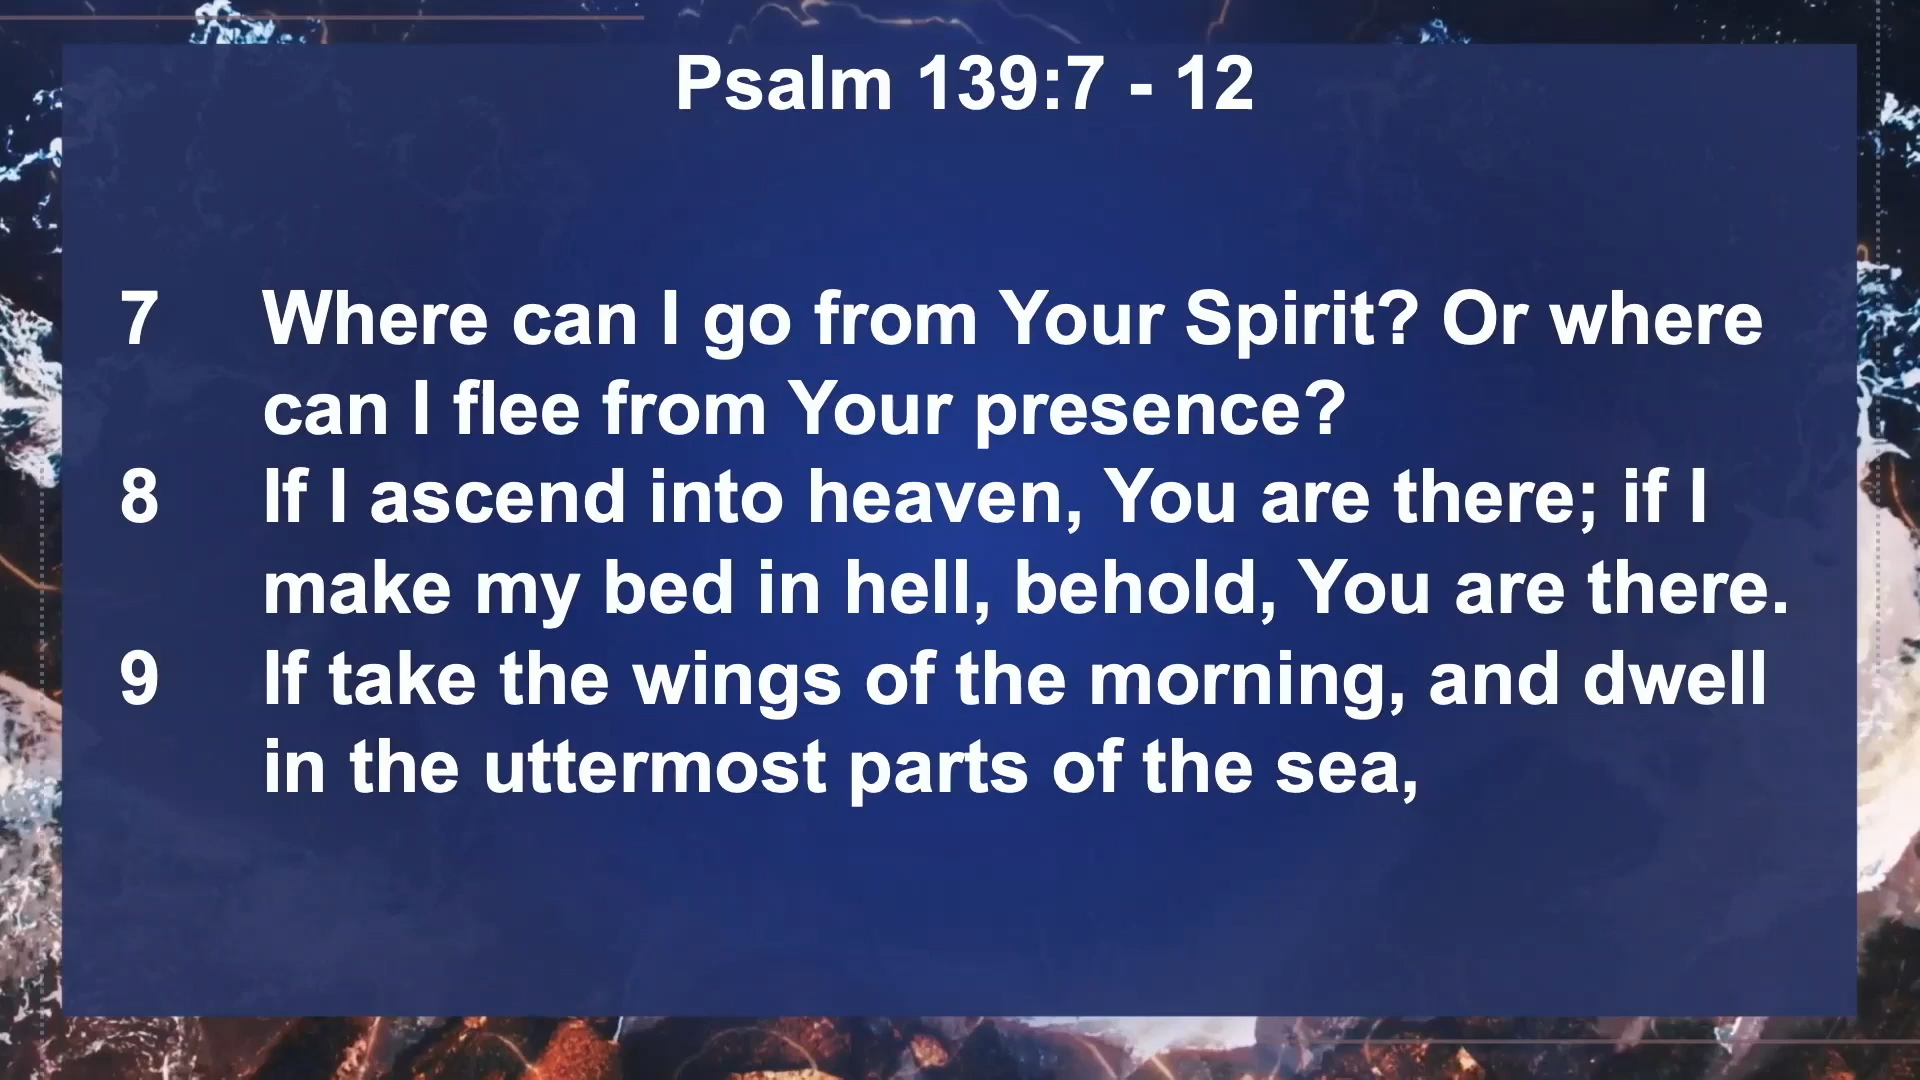 Psalm 139:7 - 12
7 Where can I go from Your Spirit? Or where
can I flee from Your presence?
8 If I ascend into heaven, You are there; if I
make my bed in hell, behold, You are there.
9 If take the wings of the morning, and dwell
in the uttermost parts of the sea,